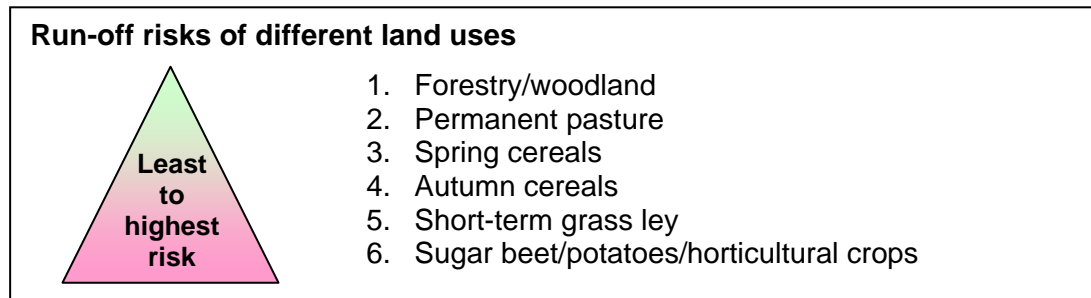 Run-off risks of different land uses
Least
to
highest
risk
1. Forestry/woodland
2. Permanent pasture
3. Spring cereals
4. Autumn cereals
5. Short-term grass ley
6. Sugar beet/potatoes/horticultural crops